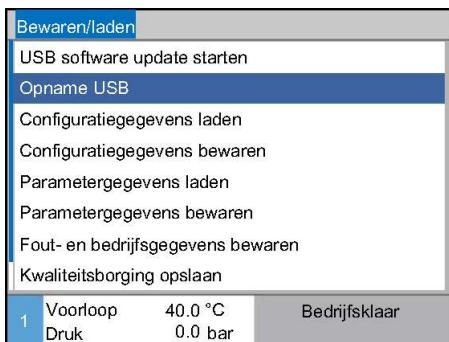 Bewaren/laden
USB software update starten
Opname USB
Configuratiegegevens laden
Configuratiegegevens bewaren
Parametergegevens laden
Parametergegevens bewaren
Fout- en bedrijfsgegevens bewaren
Kwaliteitsborging opslaan
1 Voorloop 40.0 °C Bedrijfsklaar
Druk 0.0 bar